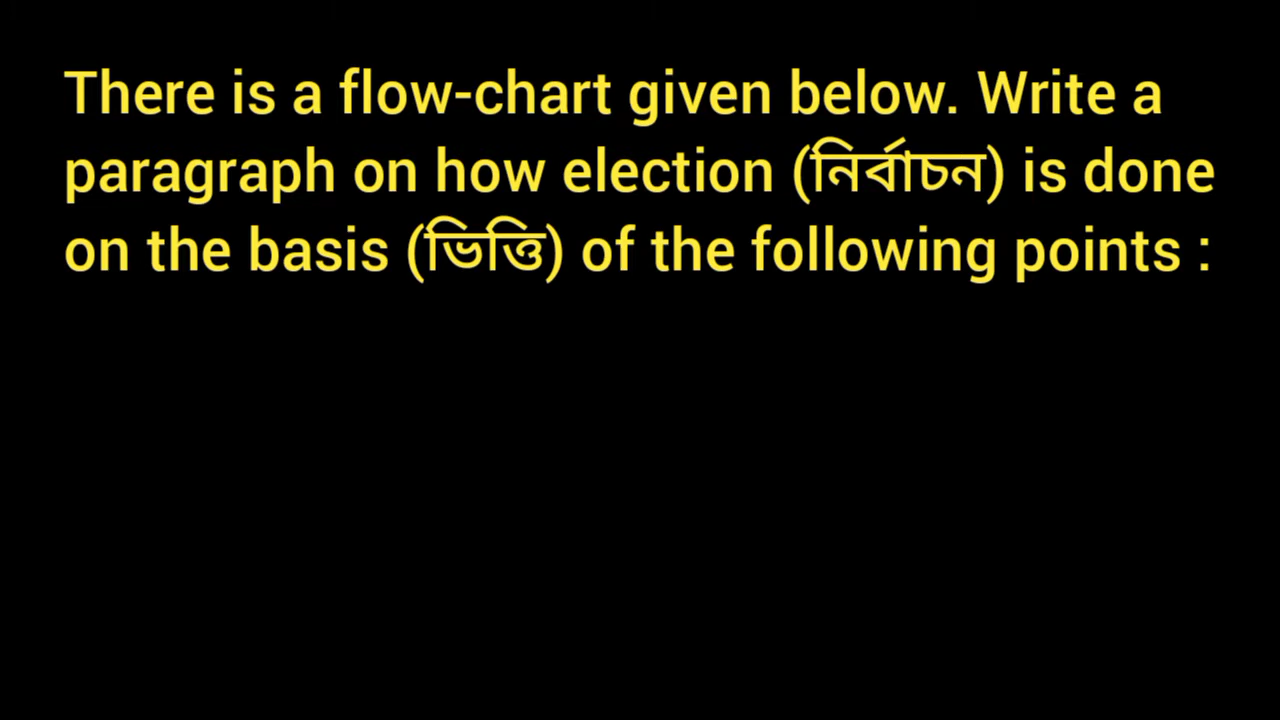 There is a flow-chart given below. Write a
paragraph on how election (নির্বাচন) is done
on the basis (ভিত্তি) of the following points :